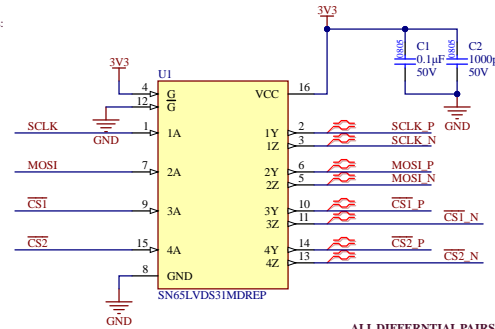 3V3
0805
C1
0.1µF
50V
0805
C2
1000p
50V
GND
3V3
U1
4 G VCC 16
12 G
GND
SCLK 1 1A 1Y 2 SCLK_P
1Z 3 SCLK_N
MOSI 7 2A 2Y 6 MOSI_P
2Z 5 MOSI_N
CS1 9 3A 3Y 10 CS1_P
3Z 11 CS1_N
CS2 15 4A 4Y 14 CS2_P
4Z 13 CS2_N
8 GND
SN65LVDS31MDREP
GND
ALL DIFFERNTIAL PAIRS